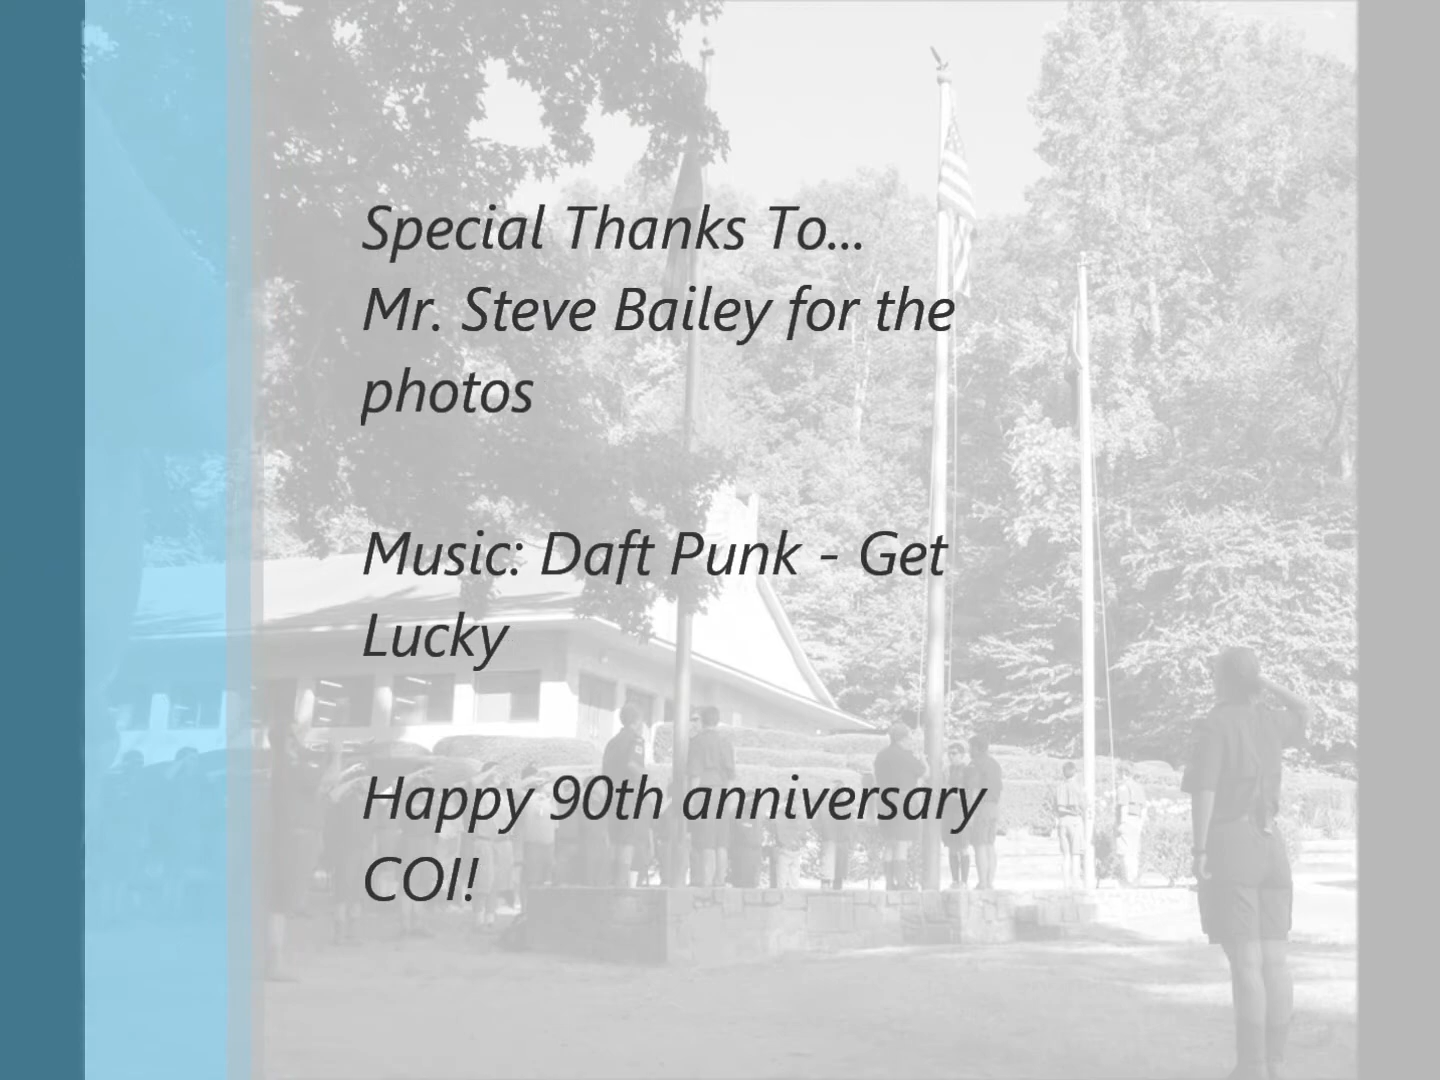 Special Thanks To...
Mr. Steve Bailey for the
photos
Music: Daft Punk - Get
Lucky
Happy 90th anniversary
COI!